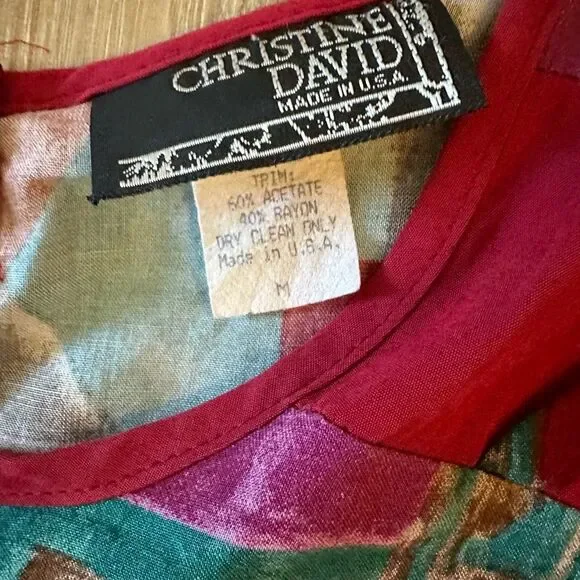 CHRISTINE
DAVID
MADE IN U.S.A.
TRIM:
60% ACETATE
40% RAYON
DRY CLEAN ONLY
Made in U.S.A.
M